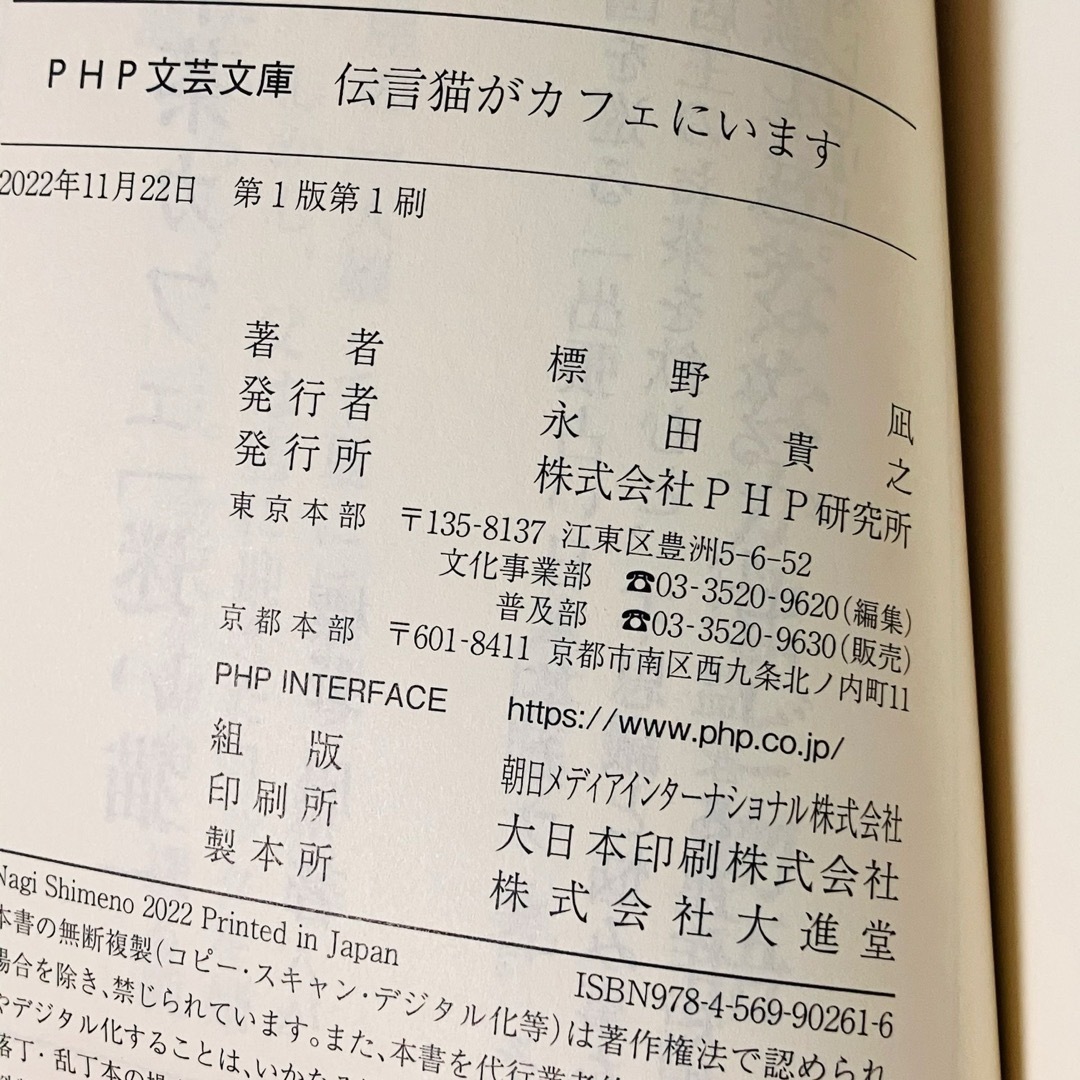 PHP文芸文庫 伝言猫がカフェにいます
2022年11月22日 第1版第1刷
著者 標野凪
発行者 永田貴之
発行所 株式会社PHP研究所
東京本部 〒135-8137 江東区豊洲5-6-52
文化事業部 ☎03-3520-9620(編集)
普及部 ☎03-3520-9630(販売)
京都本部 〒601-8411 京都市南区西九条北ノ内町11
PHP INTERFACE https://www.php.co.jp/
組版 朝日メディアインターナショナル株式会社
印刷所 大日本印刷株式会社
製本所 株式会社大進堂
Nagi Shimeno 2022 Printed in Japan
ISBN978-4-569-90261-6
本書の無断複製(コピー・スキャン・デジタル化等)は著作権法で認められ
場合を除き、禁じられています。また、本書を代行業者
やデジタル化することは、いかなる
落丁・乱丁本の場